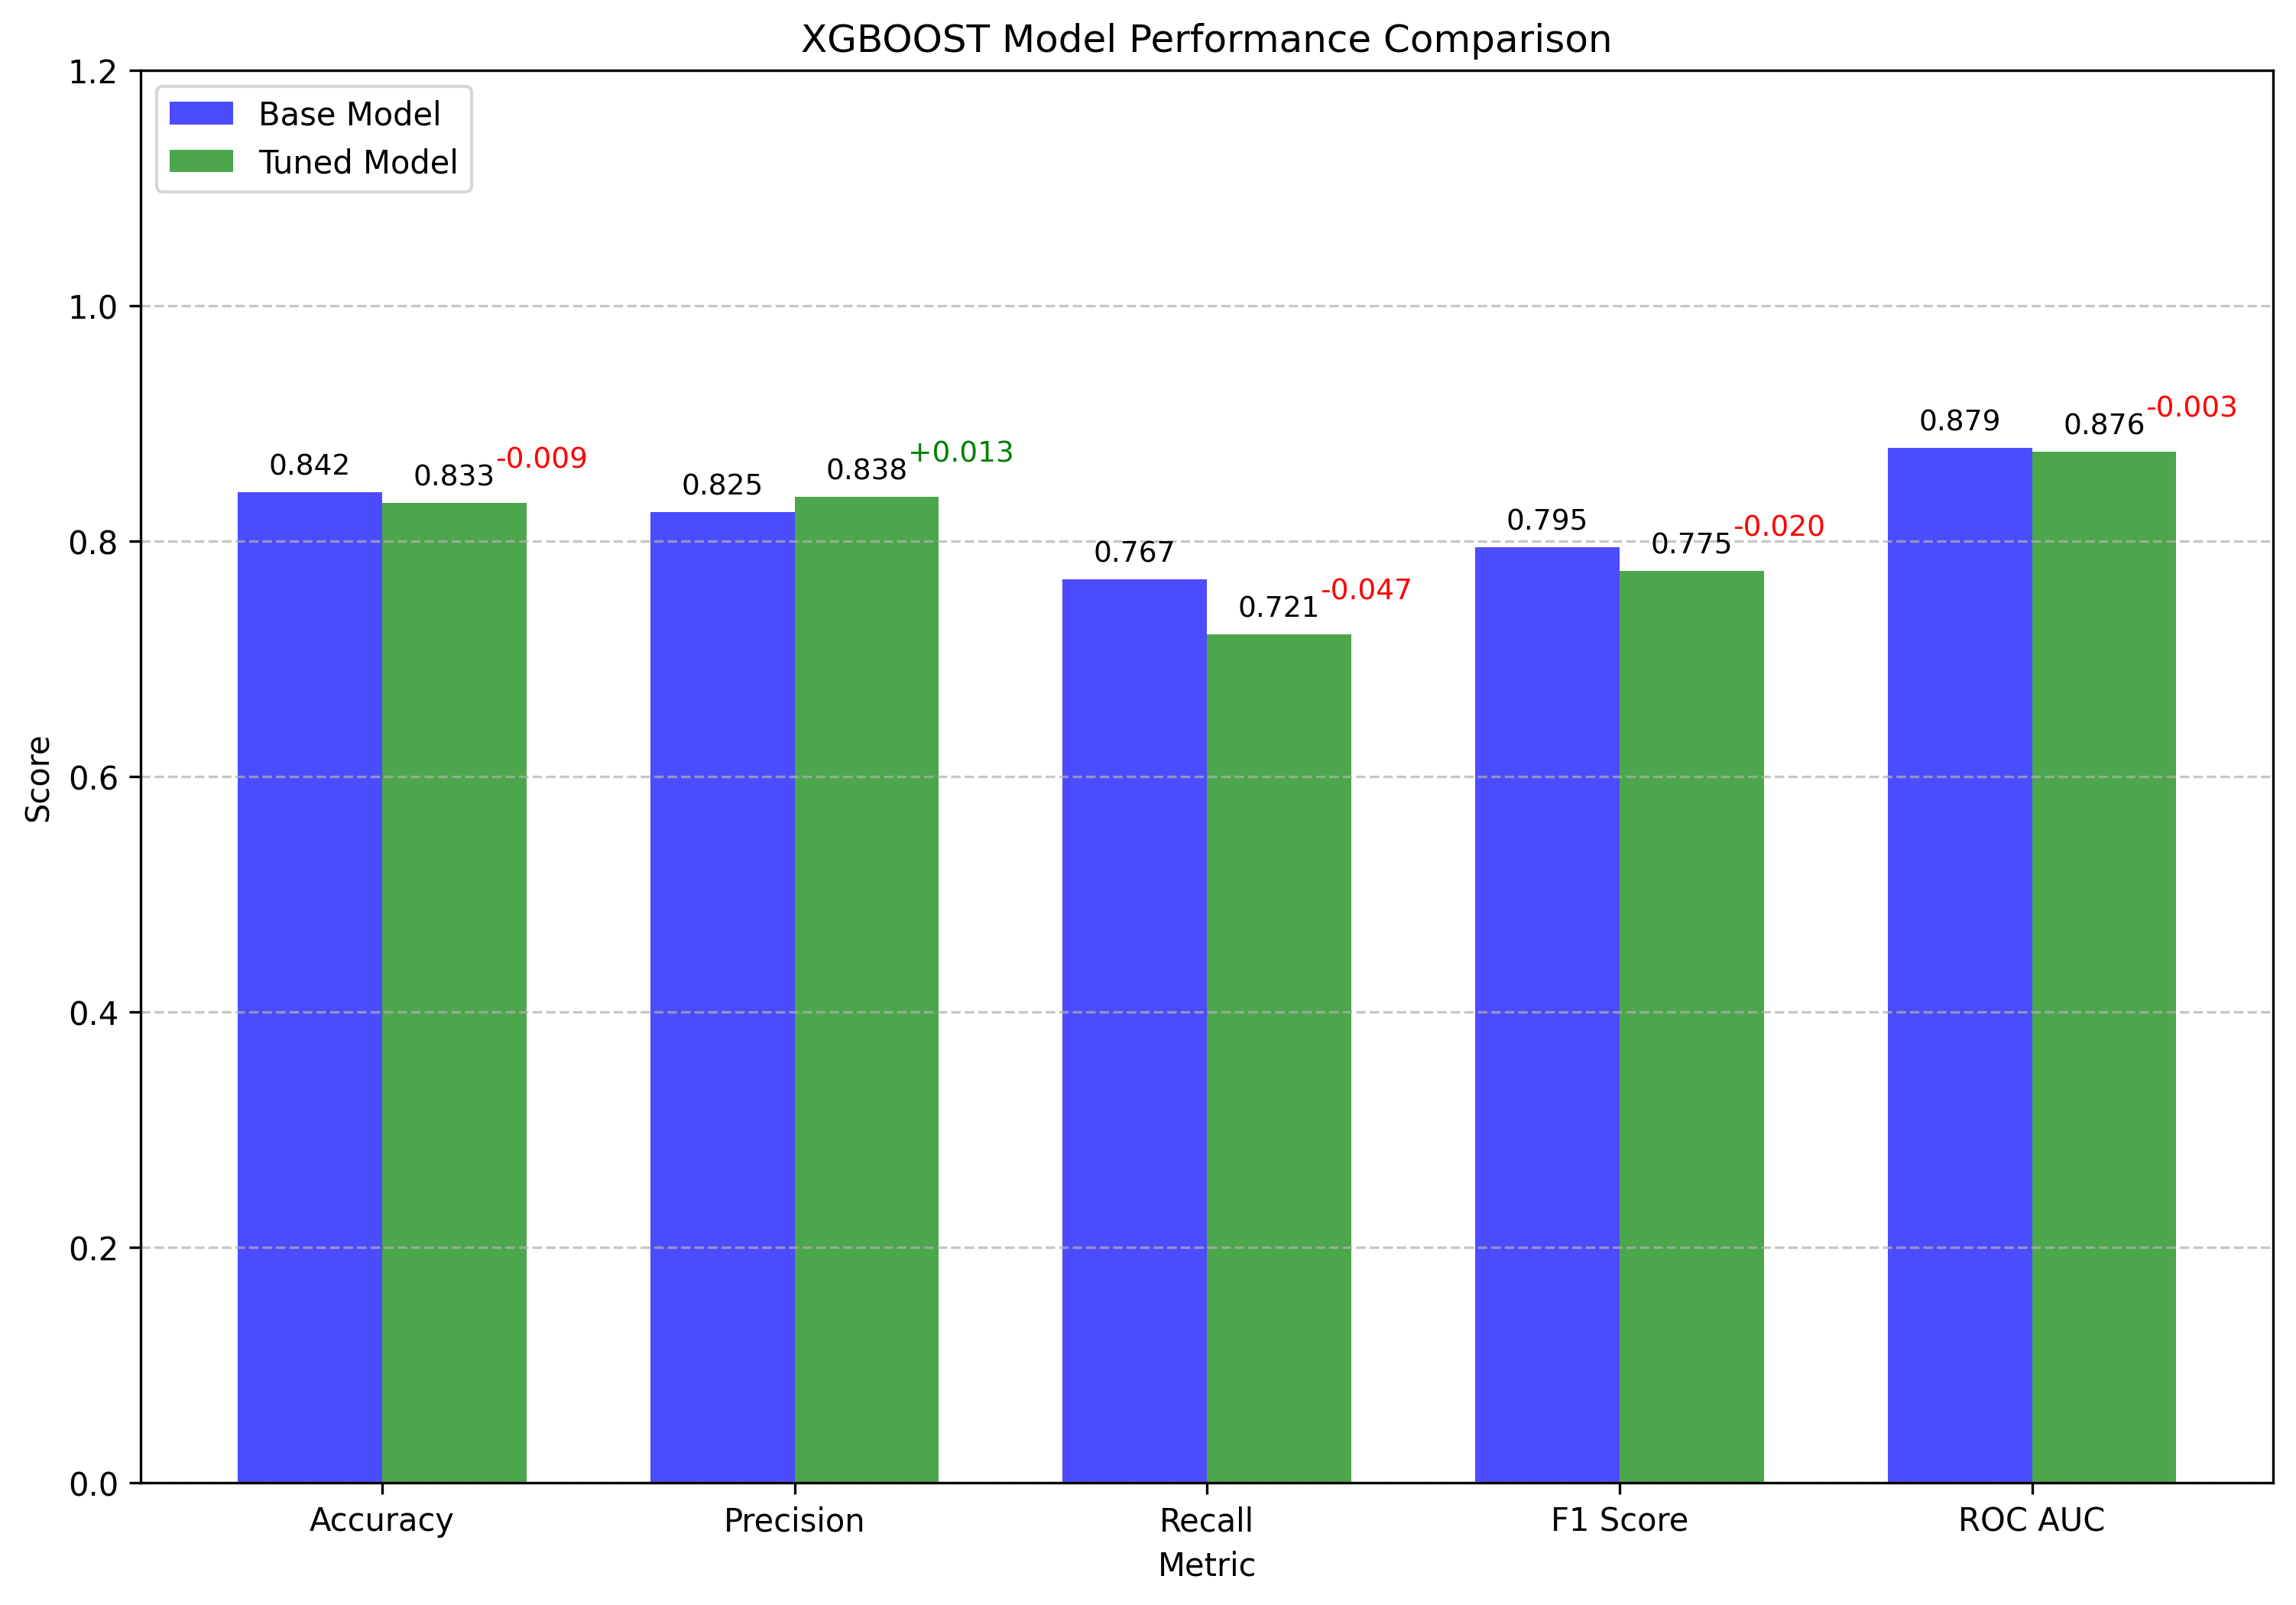 XGBOOST Model Performance Comparison
Base Model
Tuned Model
1.2
1.0
0.8
0.6
0.4
0.2
0.0
Score
0.842
0.833
-0.009
0.825
0.838
+0.013
0.767
0.721
-0.047
0.795
0.775
-0.020
0.879
0.876
-0.003
Accuracy
Precision
Recall
F1 Score
ROC AUC
Metric